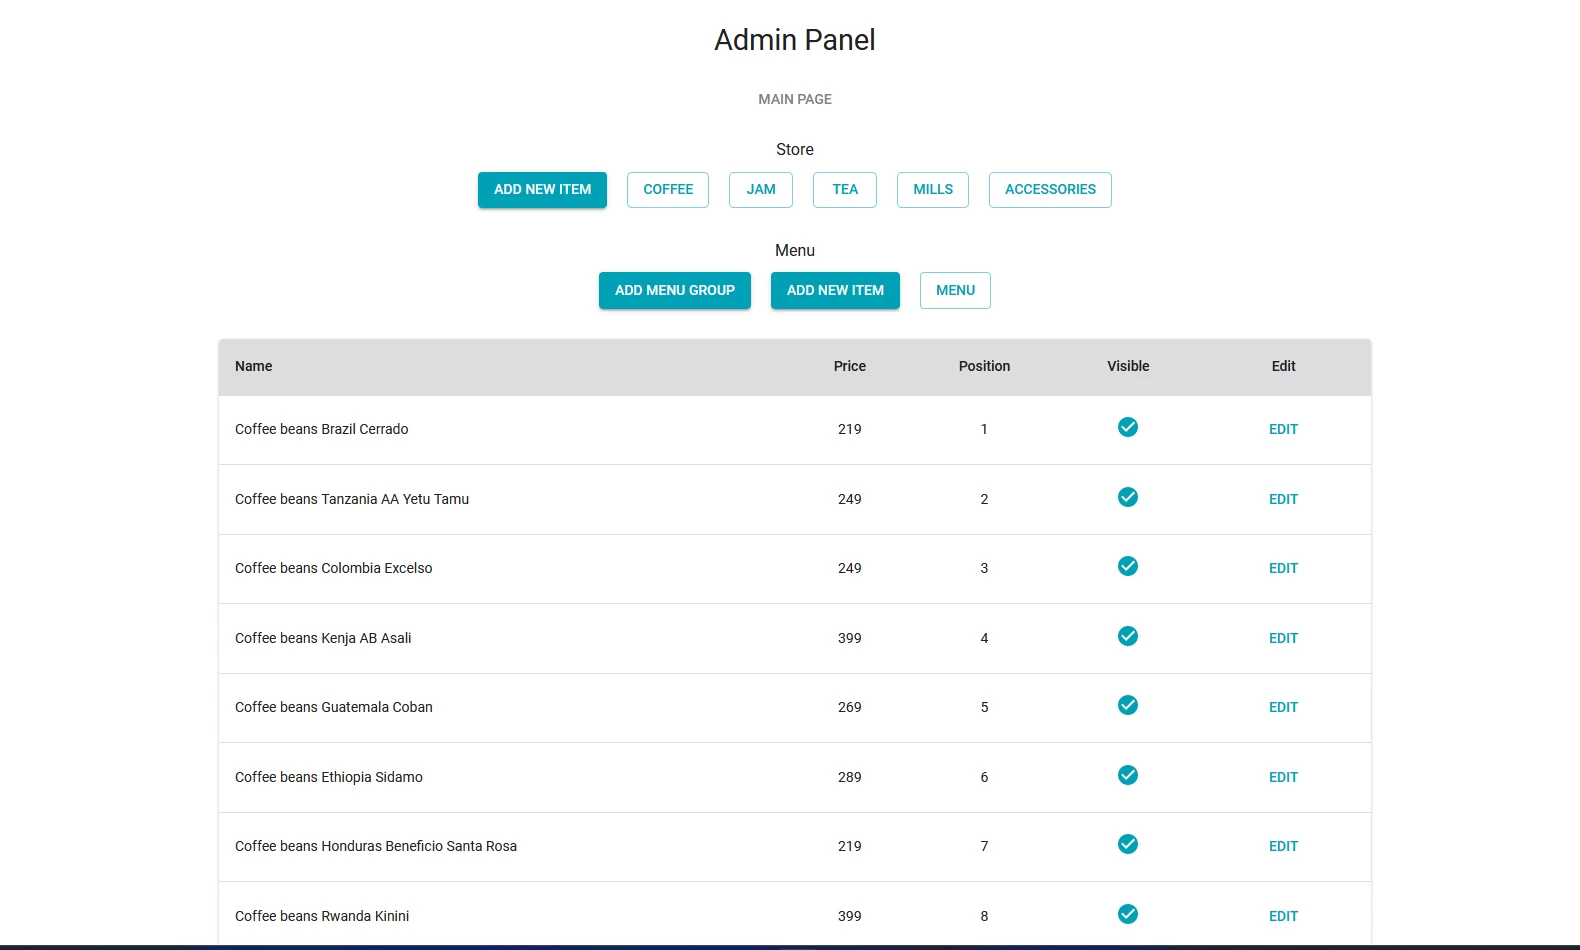 Admin Panel
MAIN PAGE
Store
ADD NEW ITEM COFFEE JAM TEA MILLS ACCESSORIES
Menu
ADD MENU GROUP ADD NEW ITEM MENU
Name Price Position Visible Edit
Coffee beans Brazil Cerrado 219 1 EDIT
Coffee beans Tanzania AA Yetu Tamu 249 2 EDIT
Coffee beans Colombia Excelso 249 3 EDIT
Coffee beans Kenja AB Asali 399 4 EDIT
Coffee beans Guatemala Coban 269 5 EDIT
Coffee beans Ethiopia Sidamo 289 6 EDIT
Coffee beans Honduras Beneficio Santa Rosa 219 7 EDIT
Coffee beans Rwanda Kinini 399 8 EDIT